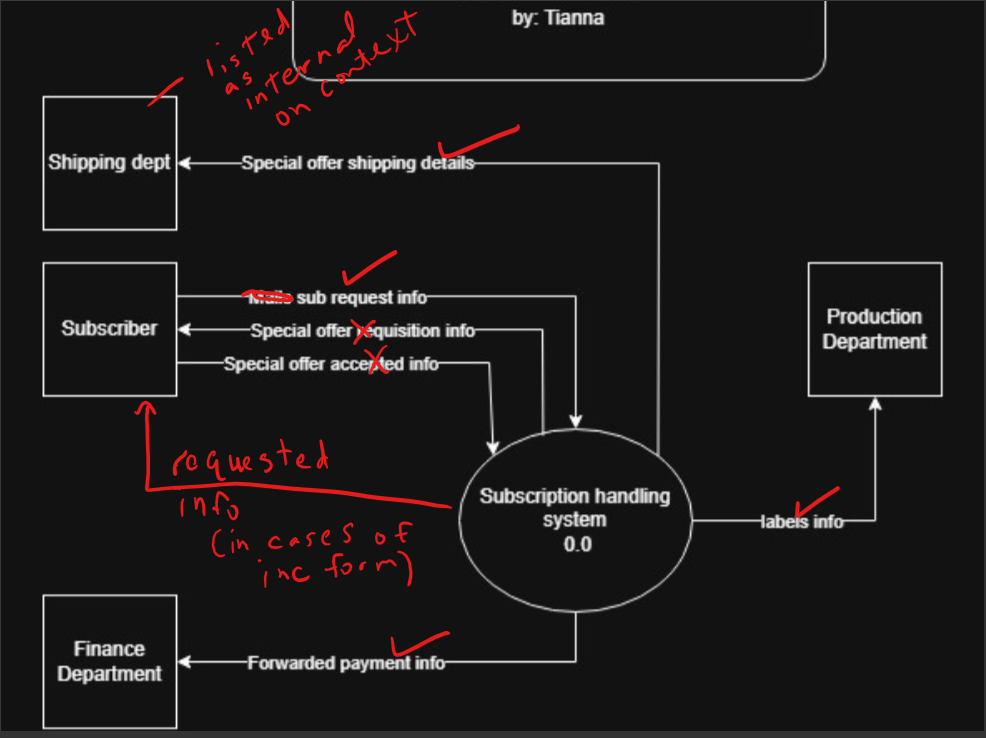 by: Tianna
listed
as
internal
on context
Shipping dept
Special offer shipping details
Mails sub request info
Subscriber
Special offer requisition info
Special offer accepted info
Production
Department
requested
info
(in cases of
inc form)
Subscription handling
system
0.0
labels info
Finance
Department
Forwarded payment info